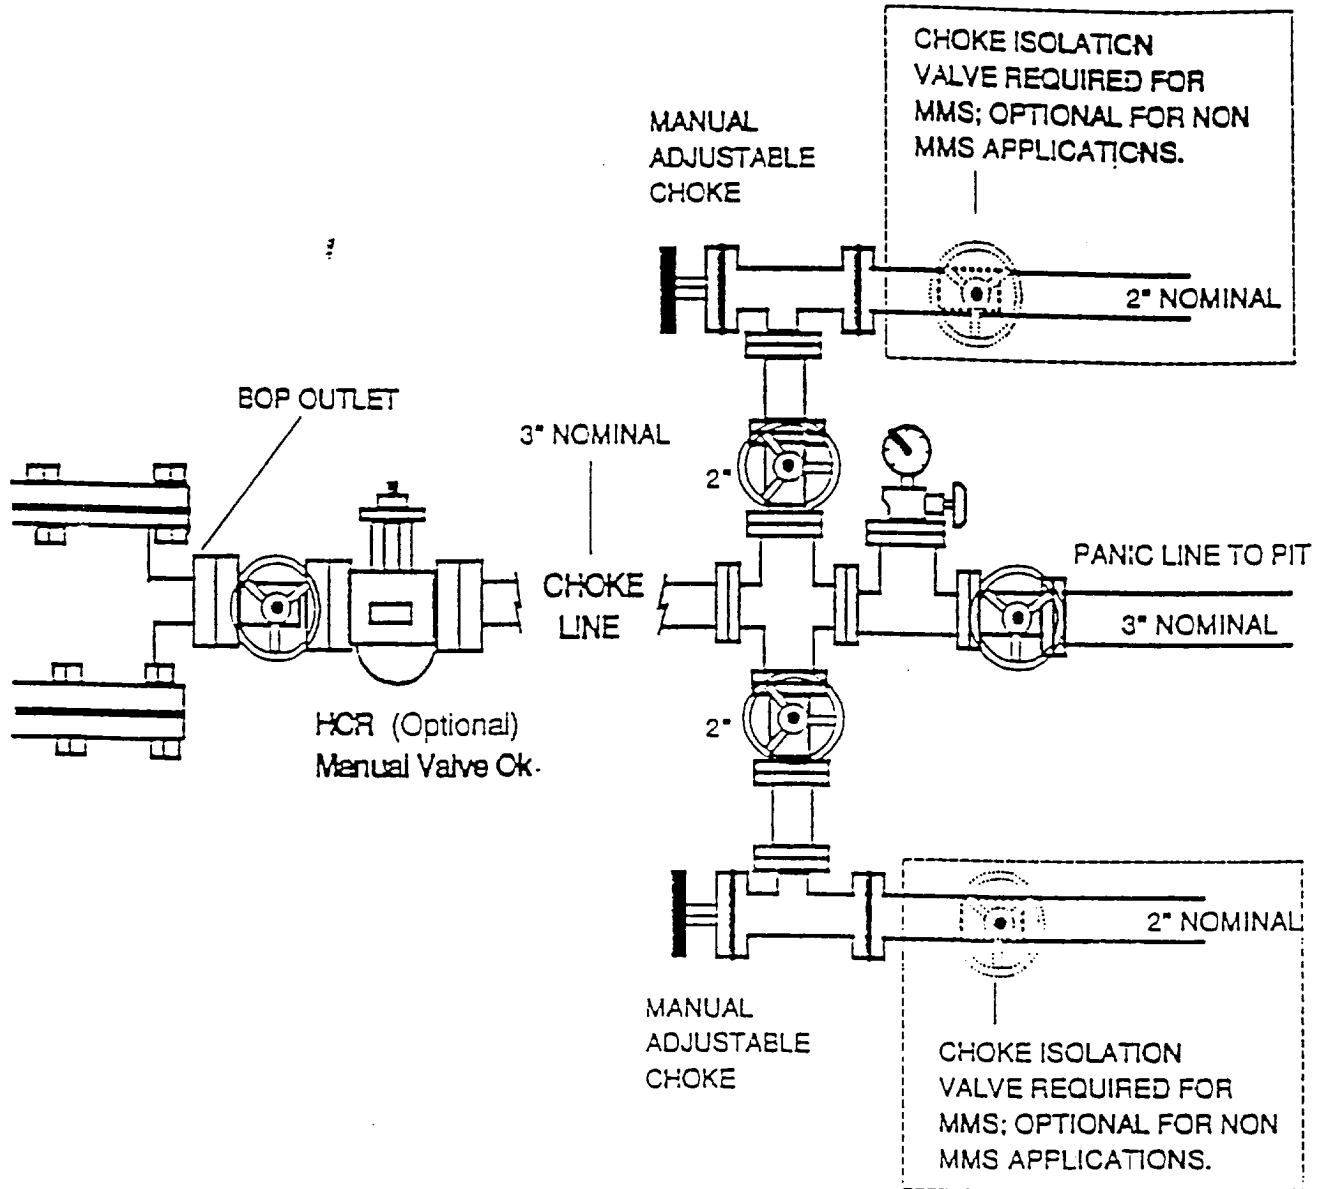 CHOKE ISOLATION
VALVE REQUIRED FOR
MMS; OPTIONAL FOR NON
MMS APPLICATIONS.
MANUAL
ADJUSTABLE
CHOKE
2" NOMINAL
BOP OUTLET
3" NOMINAL
2"
PANIC LINE TO PIT
CHOKE
LINE
3" NOMINAL
HCR (Optional)
Manual Valve Ok.
2"
2" NOMINAL
MANUAL
ADJUSTABLE
CHOKE
CHOKE ISOLATION
VALVE REQUIRED FOR
MMS; OPTIONAL FOR NON
MMS APPLICATIONS.